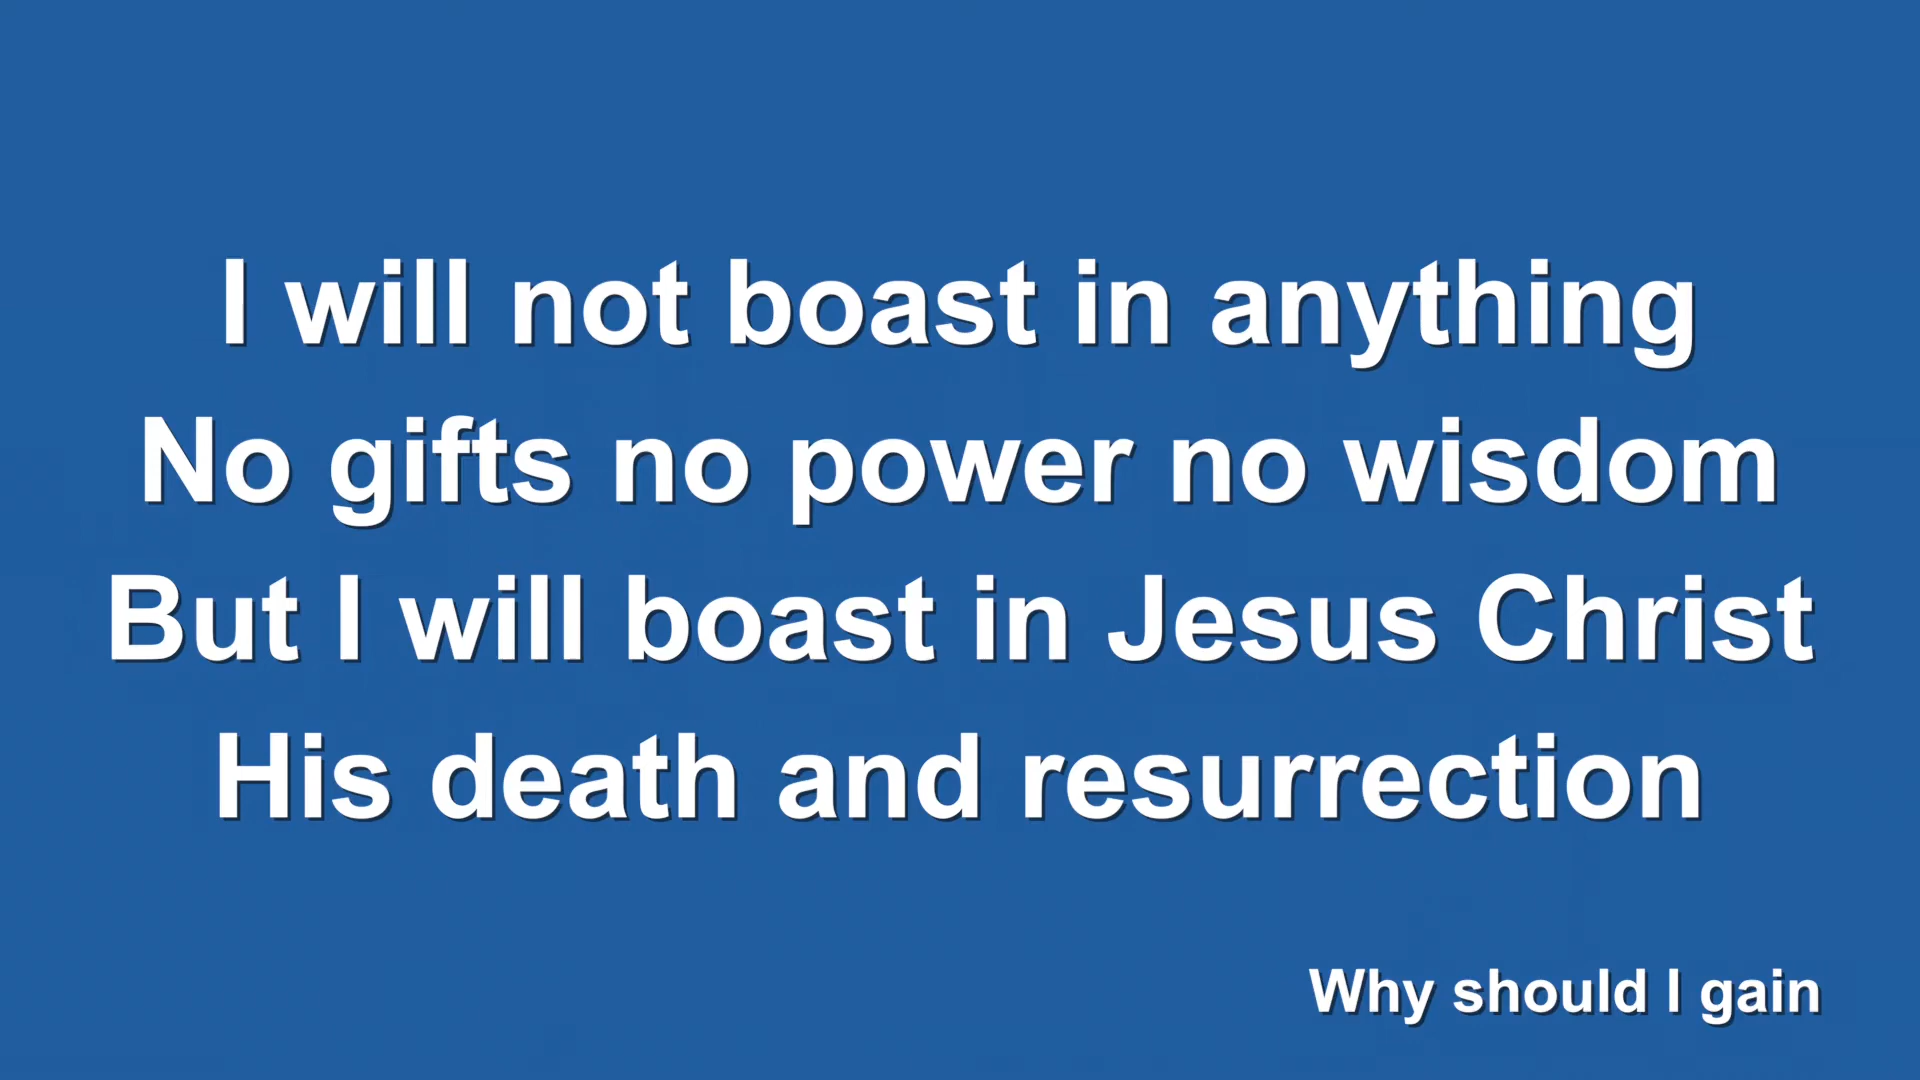 I will not boast in anything
No gifts no power no wisdom
But I will boast in Jesus Christ
His death and resurrection
Why should I gain